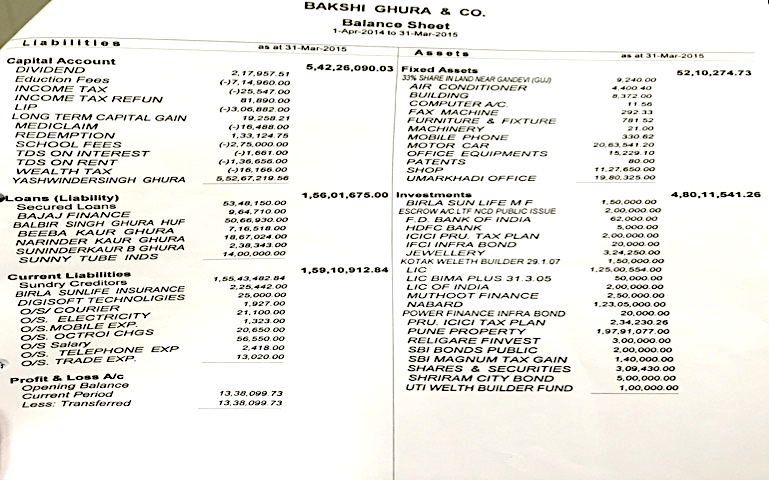 BAKSHI GHURA & CO.
Balance Sheet
1-Apr-2014 to 31-Mar-2015
Liabilities as at 31-Mar-2015
Capital Account 5,42,26,090.03
DIVIDEND 2,17,957.51
Eduction Fees (-)7,14,960.00
INCOME TAX (-)25,547.00
INCOME TAX REFUN 81,890.00
LIP (-)3,06,882.00
LONG TERM CAPITAL GAIN 19,258.21
MEDICLAIM (-)16,488.00
REDEMPTION 1,33,124.75
SCHOOL FEES (-)2,75,000.00
TDS ON INTEREST (-)1,661.00
TDS ON RENT (-)1,36,656.00
WEALTH TAX (-)16,166.00
YASHWINDERSINGH GHURA 5,52,67,219.56
Loans (Liability) 1,56,01,675.00
Secured Loans 53,48,150.00
BAJAJ FINANCE 9,64,710.00
BALBIR SINGH GHURA HUF 50,66,930.00
BEEBA KAUR GHURA 7,16,518.00
NARINDER KAUR GHURA 18,67,024.00
SUNINDERKAUR B GHURA 2,38,343.00
SUNNY TUBE INDS 14,00,000.00
Current Liabilities 1,59,10,912.84
Sundry Creditors 1,55,43,482.84
BIRLA SUNLIFE INSURANCE 2,25,442.00
DIGISOFT TECHNOLIGIES 25,000.00
O/S/ COURIER 1,927.00
O/S. ELECTRICITY 21,100.00
O/S.MOBILE EXP. 1,323.00
O/S. OCTROI CHGS 20,650.00
O/S Salary 56,550.00
O/S. TELEPHONE EXP 2,418.00
O/S. TRADE EXP. 13,020.00
Profit & Loss A/c
Opening Balance
Current Period 13,38,099.73
Less: Transferred 13,38,099.73
Assets as at 31-Mar-2015
Fixed Assets 52,10,274.73
33% SHARE IN LAND NEAR GANDEVI (GUJ) 9,240.00
AIR CONDITIONER 4,400.40
BUILDING 8,372.00
COMPUTER A/C. 11.56
FAX MACHINE 292.33
FURNITURE & FIXTURE 781.52
MACHINERY 21.00
MOBILE PHONE 330.62
MOTOR CAR 20,63,541.20
OFFICE EQUIPMENTS 15,229.10
PATENTS 80.00
SHOP 11,27,650.00
UMARKHADI OFFICE 19,80,325.00
Investments 4,80,11,541.26
BIRLA SUN LIFE M F 1,50,000.00
ESCROW A/C LTF NCD PUBLIC ISSUE 2,00,000.00
F.D. BANK OF INDIA 62,000.00
HDFC BANK 5,000.00
ICICI PRU. TAX PLAN 2,00,000.00
IFCI INFRA BOND 20,000.00
JEWELLERY 3,24,250.00
KOTAK WELETH BUILDER 29.1.07 1,50,000.00
LIC 1,25,00,554.00
LIC BIMA PLUS 31.3.05 50,000.00
LIC OF INDIA 2,00,000.00
MUTHOOT FINANCE 2,50,000.00
NABARD 1,23,05,000.00
POWER FINANCE INFRA BOND 20,000.00
PRU. ICICI TAX PLAN 2,34,230.26
PUNE PROPERTY 1,97,91,077.00
RELIGARE FINVEST 3,00,000.00
SBI BONDS PUBLIC 2,00,000.00
SBI MAGNUM TAX GAIN 1,40,000.00
SHARES & SECURITIES 3,09,430.00
SHRIRAM CITY BOND 5,00,000.00
UTI WELTH BUILDER FUND 1,00,000.00